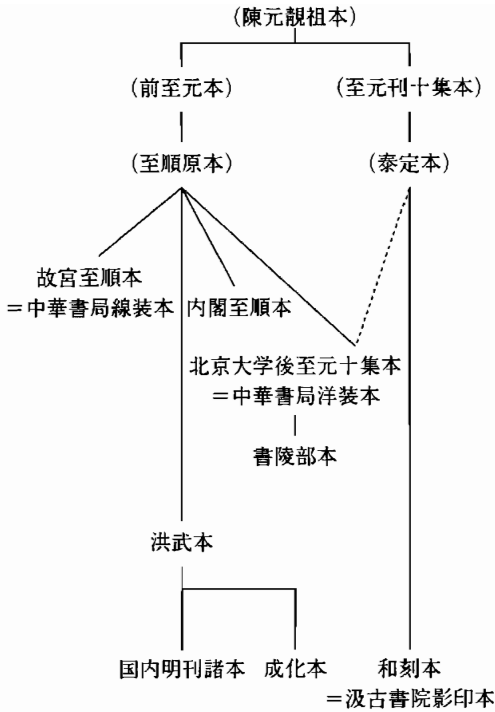 (陳元靚祖本)
(前至元本)
(至元刊十集本)
(至順原本)
(泰定本)
故宮至順本
＝中華書局線装本
内閣至順本
北京大学後至元十集本
＝中華書局洋装本
書陵部本
洪武本
国内明刊諸本
成化本
和刻本
＝汲古書院影印本